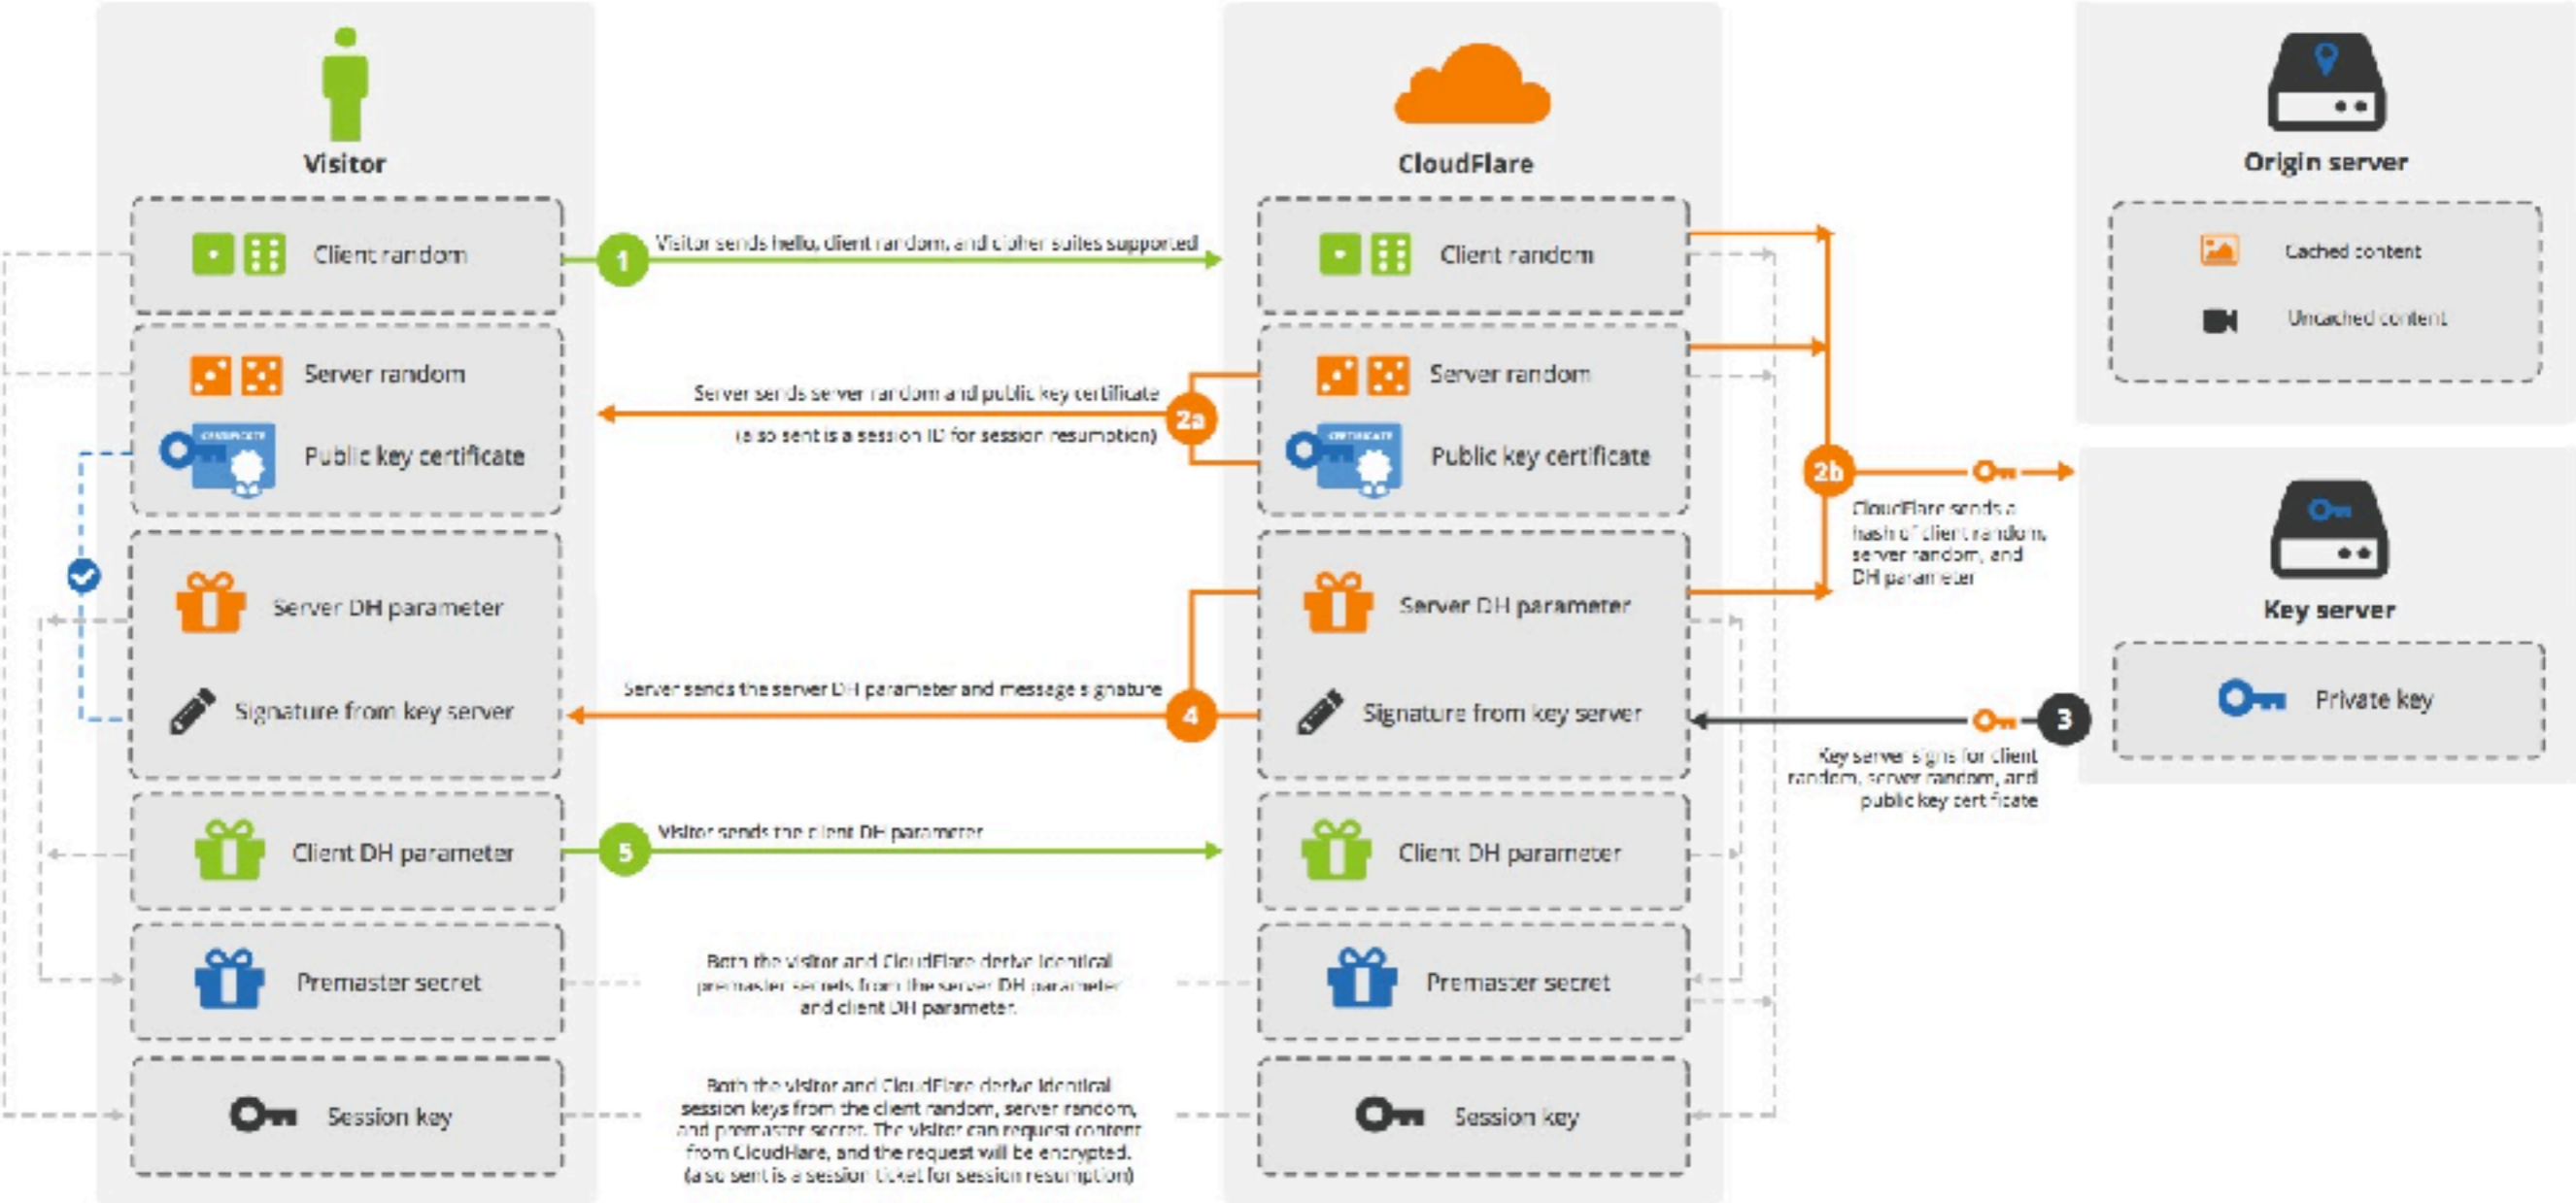 Visitor
Client random
Server random
CERTIFICATE
Public key certificate
Server DH parameter
Signature from key server
Client DH parameter
Premaster secret
Session key
1
Visitor sends hello, client random, and cipher suites supported
Server sends server random and public key certificate
2a
(also sent is a session ID for session resumption)
Server sends the server DH parameter and message signature
4
5
Visitor sends the client DH parameter
Both the visitor and CloudFlare derive identical
premaster secrets from the server DH parameter
and client DH parameter.
Both the visitor and CloudFlare derive identical
session keys from the client random, server random,
and premaster secret. The visitor can request content
from CloudFlare, and the request will be encrypted.
(also sent is a session ticket for session resumption)
CloudFlare
Client random
Server random
CERTIFICATE
Public key certificate
Server DH parameter
Signature from key server
Client DH parameter
Premaster secret
Session key
2b
CloudFlare sends a
hash of client random,
server random, and
DH parameter
3
Key server signs for client
random, server random, and
public key certificate
Origin server
Cached content
Uncached content
Key server
Private key